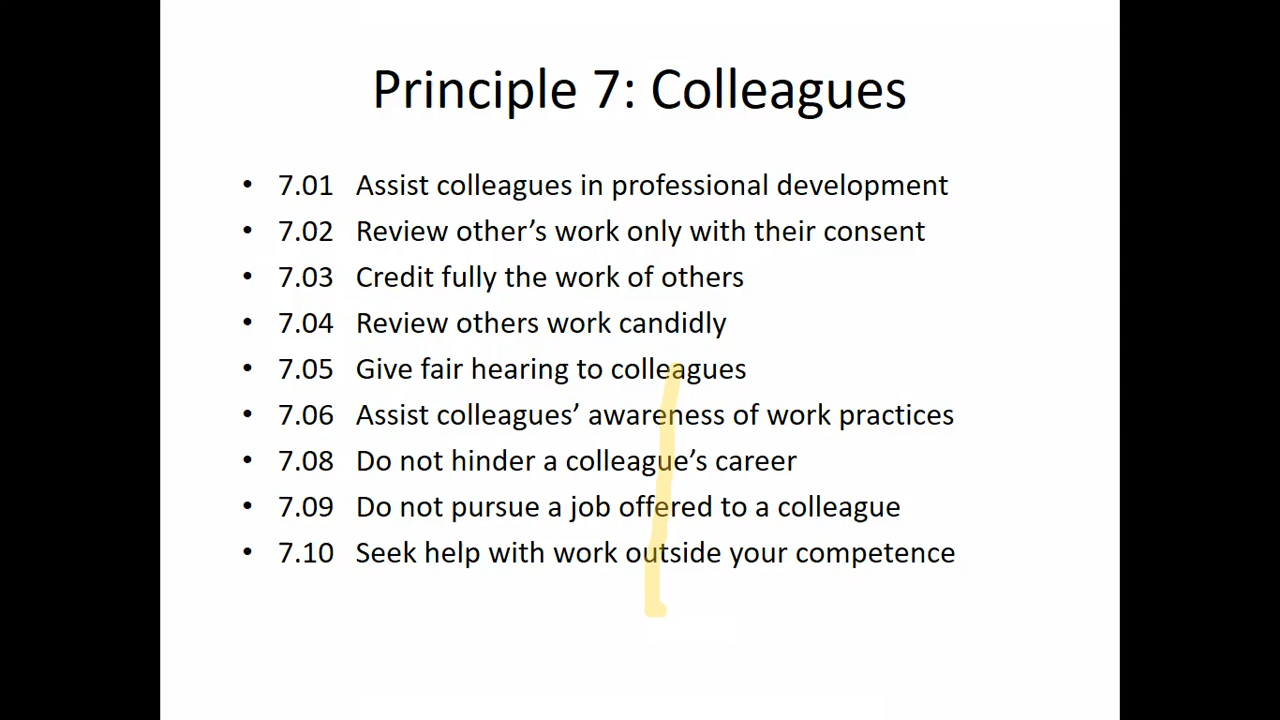 Principle 7: Colleagues
• 7.01 Assist colleagues in professional development
• 7.02 Review other’s work only with their consent
• 7.03 Credit fully the work of others
• 7.04 Review others work candidly
• 7.05 Give fair hearing to colleagues
• 7.06 Assist colleagues’ awareness of work practices
• 7.08 Do not hinder a colleague’s career
• 7.09 Do not pursue a job offered to a colleague
• 7.10 Seek help with work outside your competence